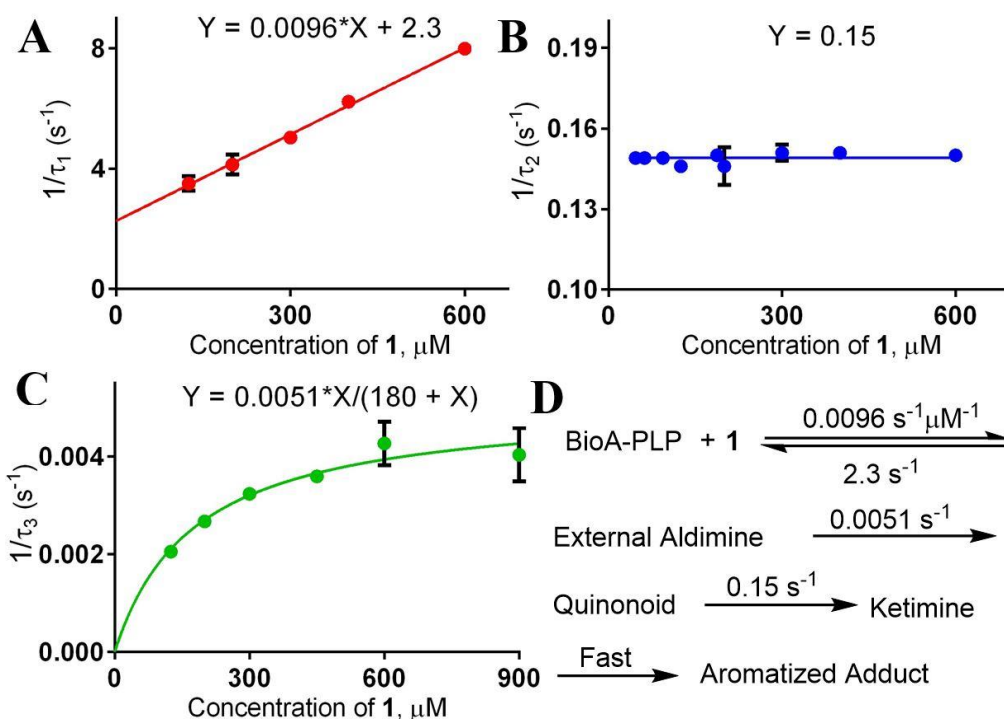 A
Y = 0.0096*X + 2.3
1/τ₁ (s⁻¹)
8
4
0
0 300 600
Concentration of 1, μM
B
Y = 0.15
1/τ₂ (s⁻¹)
0.19
0.16
0.13
0.10
0 300 600
Concentration of 1, μM
C
Y = 0.0051*X/(180 + X)
1/τ₃ (s⁻¹)
0.004
0.002
0.000
0 300 600 900
Concentration of 1, μM
D
0.0096 s⁻¹μM⁻¹
BioA-PLP + 1
2.3 s⁻¹
0.0051 s⁻¹
External Aldimine
0.15 s⁻¹
Quinonoid Ketimine
Fast
Aromatized Adduct